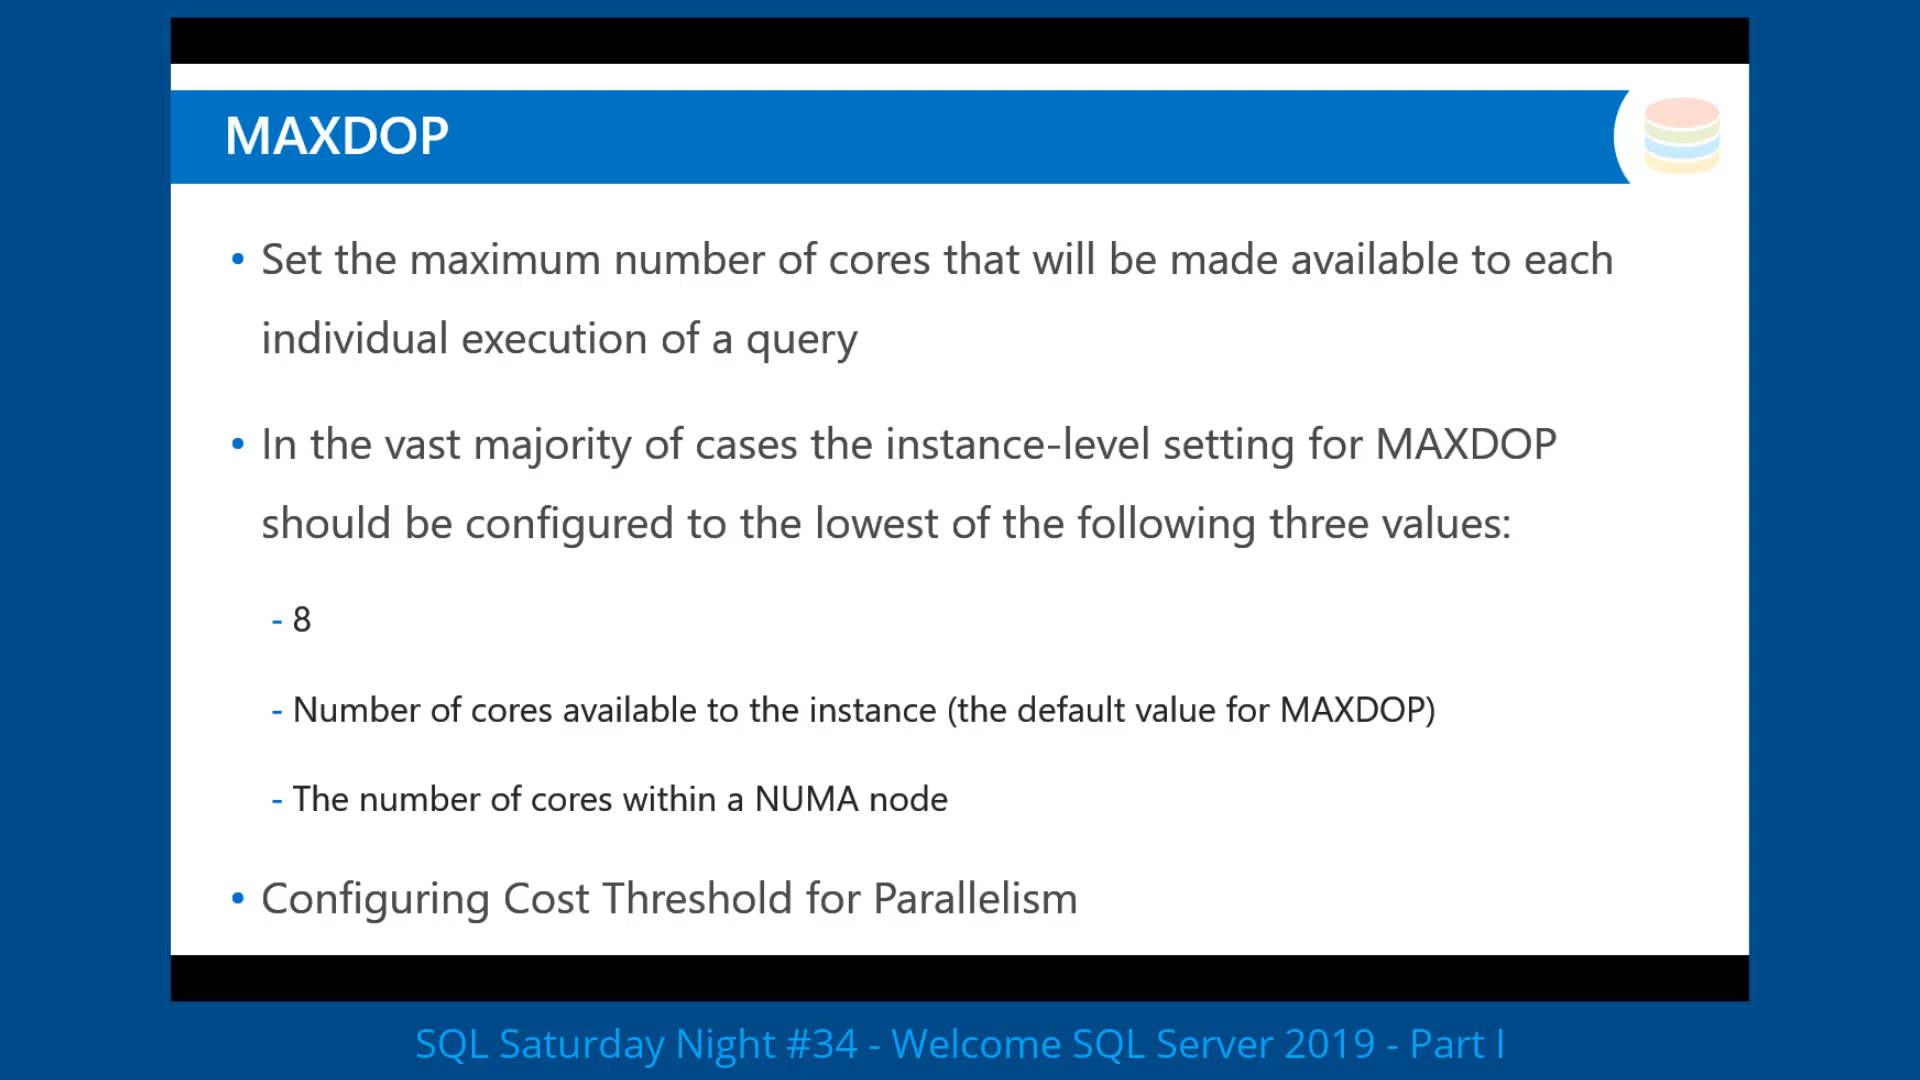 MAXDOP
• Set the maximum number of cores that will be made available to each
individual execution of a query
• In the vast majority of cases the instance-level setting for MAXDOP
should be configured to the lowest of the following three values:
- 8
- Number of cores available to the instance (the default value for MAXDOP)
- The number of cores within a NUMA node
• Configuring Cost Threshold for Parallelism
SQL Saturday Night #34 - Welcome SQL Server 2019 - Part I